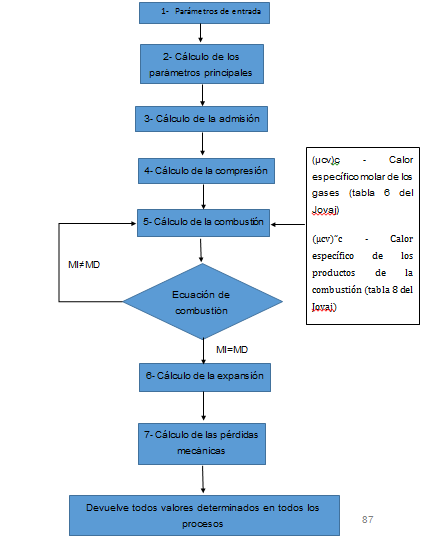 1- Parámetros de entrada
2- Cálculo de los
parámetros principales
3- Cálculo de la admisión
4- Cálculo de la compresión
(μcv)ç - Calor
específico molar de los
gases (tabla 6 del
Jovaj)
(μcv)"c - Calor
específico de los
productos de la
combustión (tabla 8 del
Jovaj)
5- Cálculo de la combustión
MI≠MD
Ecuación de
combustión
MI=MD
6- Cálculo de la expansión
7- Cálculo de las pérdidas
mecánicas
Devuelve todos valores determinados en todos los
procesos
87